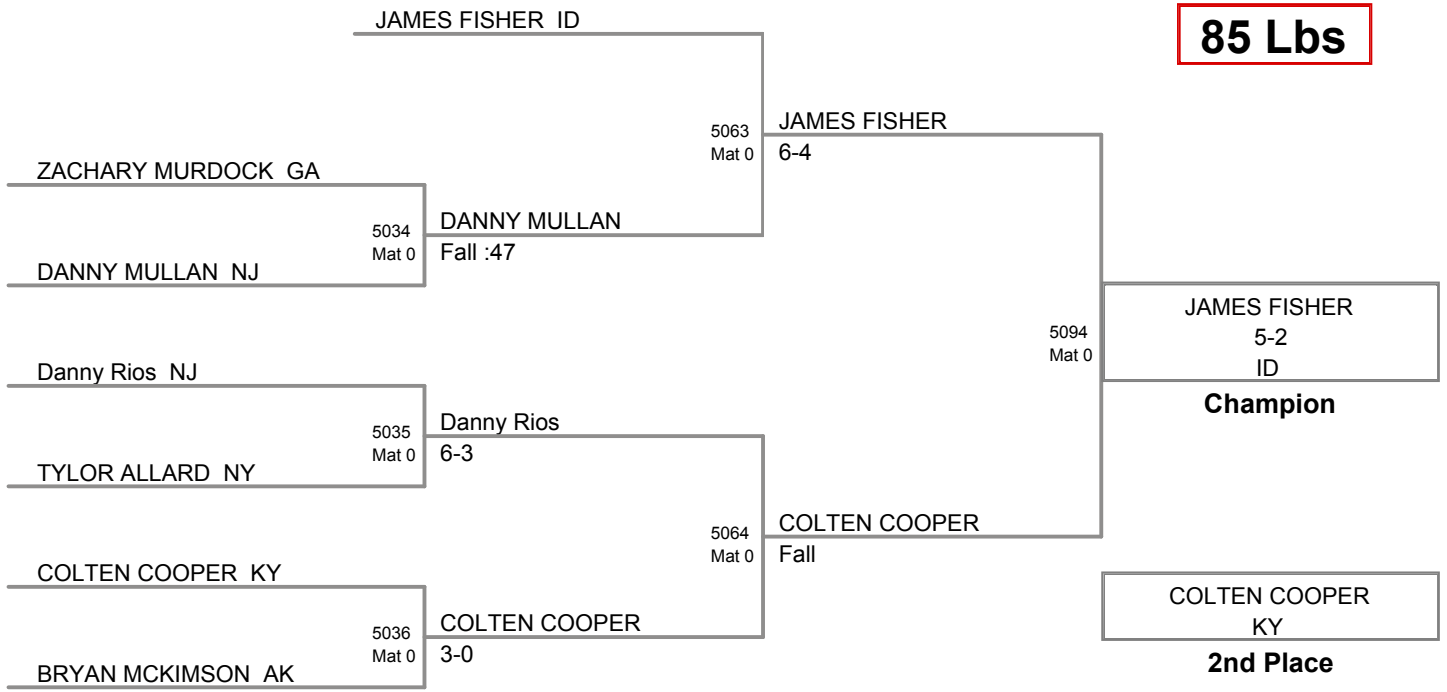 JAMES FISHER ID
85 Lbs
5063
Mat 0
JAMES FISHER
6-4
ZACHARY MURDOCK GA
5034
Mat 0
DANNY MULLAN
Fall :47
DANNY MULLAN NJ
JAMES FISHER
5-2
ID
Champion
5094
Mat 0
Danny Rios NJ
5035
Mat 0
Danny Rios
6-3
TYLOR ALLARD NY
5064
Mat 0
COLTEN COOPER
Fall
COLTEN COOPER KY
5036
Mat 0
COLTEN COOPER
3-0
BRYAN MCKIMSON AK
COLTEN COOPER
KY
2nd Place